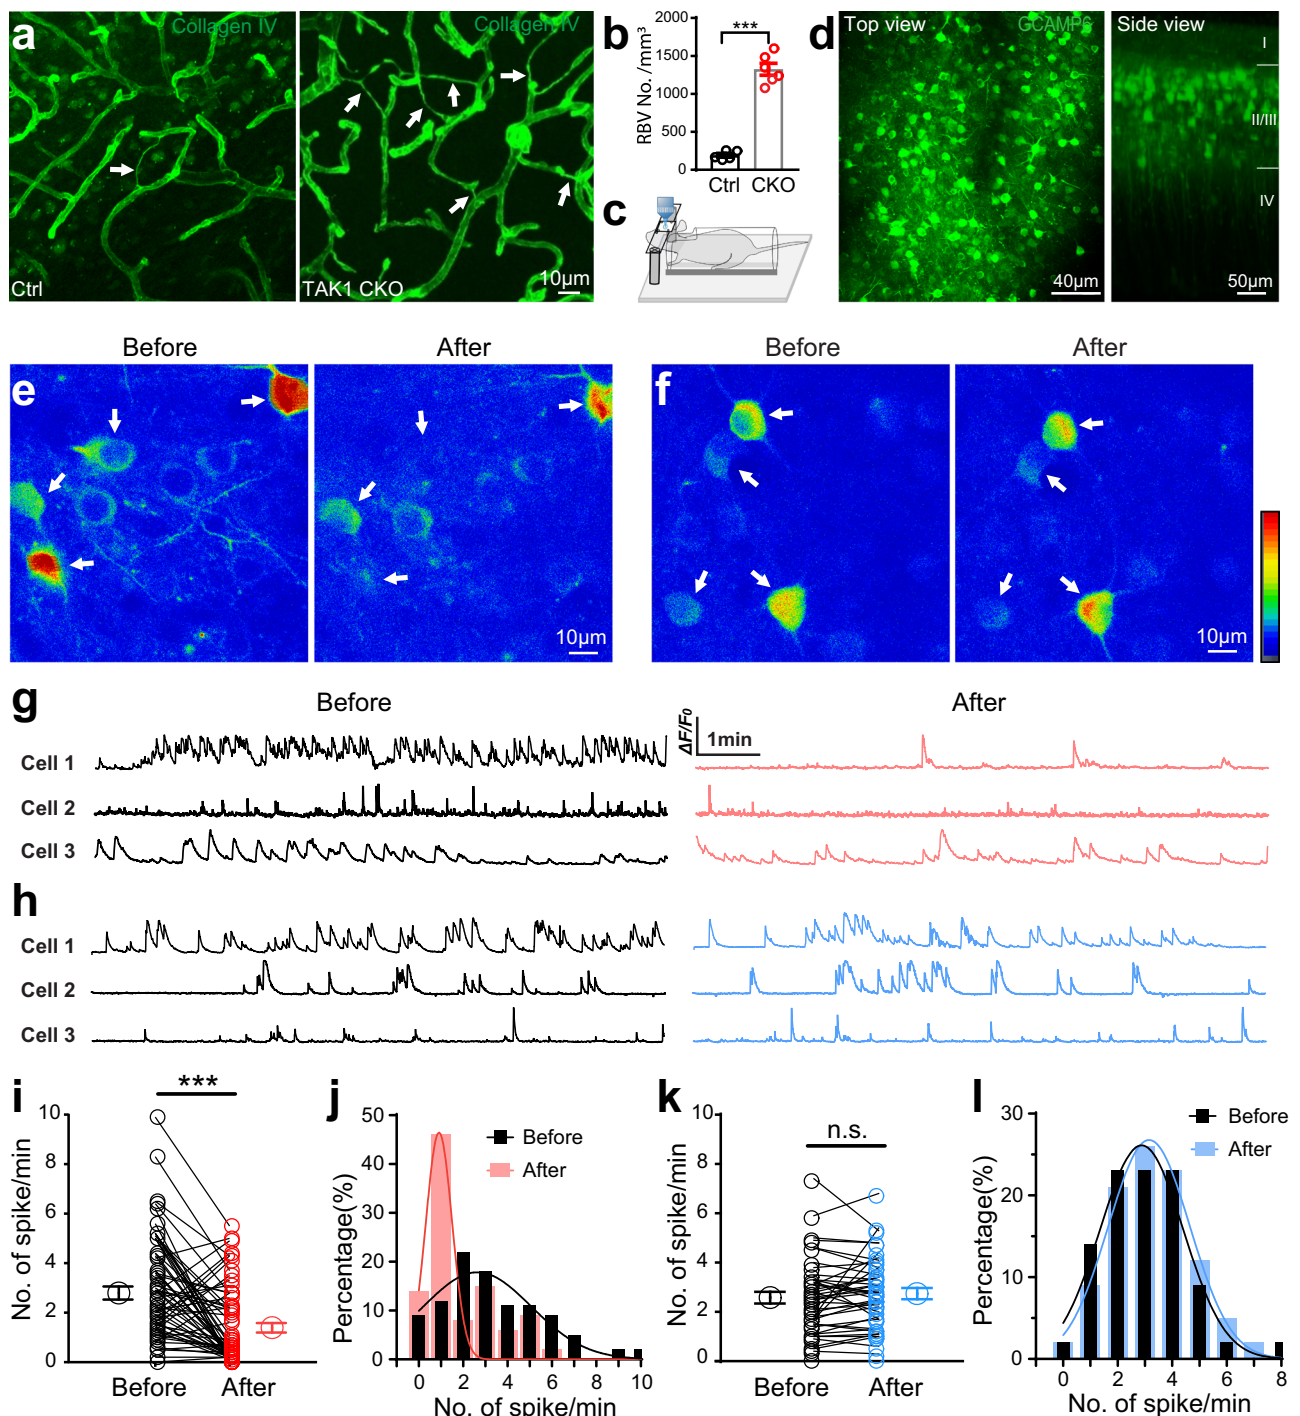 a
Collagen IV
Ctrl
Collagen IV
TAK1 CKO
10μm
b
RBV No. /mm³
2000
1500
1000
500
0
***
Ctrl
CKO
c
d
Top view
GCAMP6
40μm
Side view
I
II/III
IV
50μm
Before
After
Before
After
e
10μm
f
10μm
g
Before
After
Cell 1
Cell 2
Cell 3
ΔF/F₀
1min
h
Cell 1
Cell 2
Cell 3
i
***
No. of spike/min
10
8
6
4
2
0
Before
After
j
Percentage(%)
50
40
30
20
10
0
Before
After
0 2 4 6 8 10
No. of spike/min
k
n.s.
No. of spike/min
10
8
6
4
2
0
Before
After
l
Percentage(%)
30
20
10
0
Before
After
0 2 4 6 8
No. of spike/min